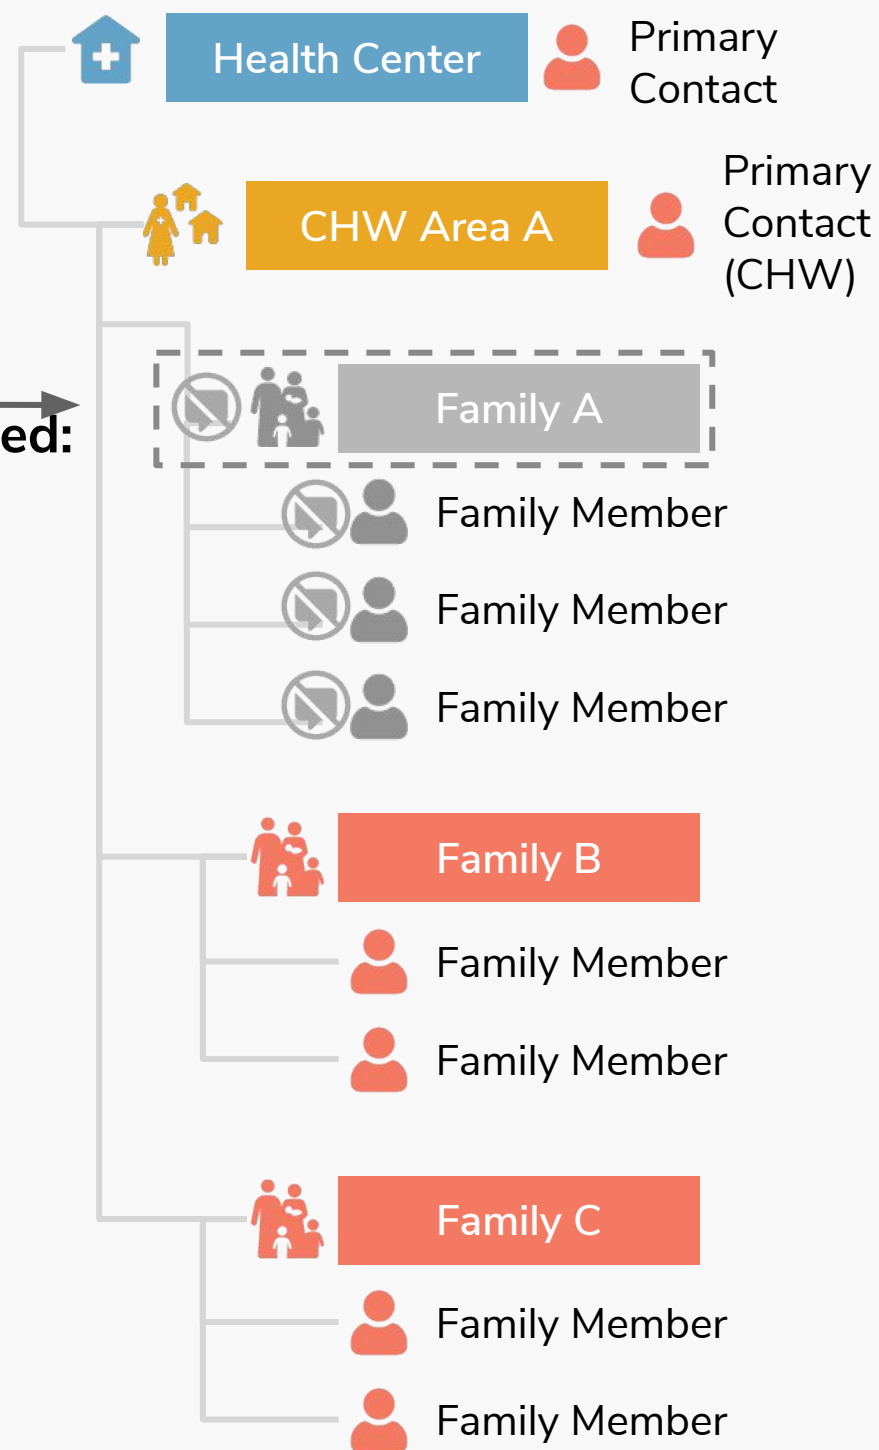 Health Center
Primary
Contact
CHW Area A
Primary
Contact
(CHW)
ed:
Family A
Family Member
Family Member
Family Member
Family B
Family Member
Family Member
Family C
Family Member
Family Member